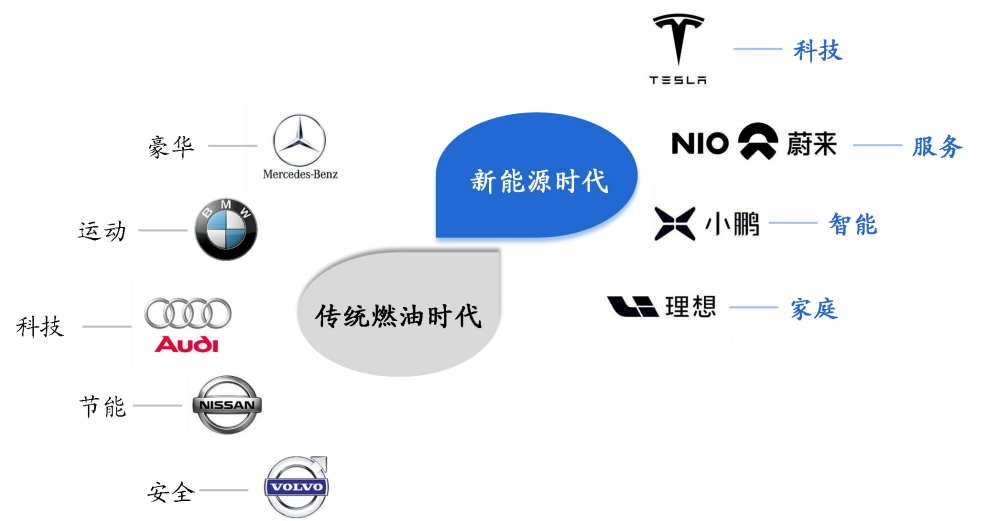 TESLA
科技
NIO 蔚来
服务
豪华
Mercedes-Benz
新能源时代
运动
BMW
小鹏
智能
科技
Audi
传统燃油时代
理想
家庭
节能
NISSAN
安全
VOLVO